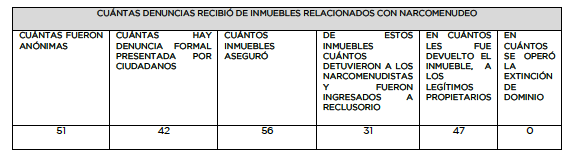 CUÁNTAS DENUNCIAS RECIBIÓ DE INMUEBLES RELACIONADOS CON NARCOMENUDEO
CUÁNTAS FUERON
ANÓNIMAS
CUÁNTAS HAY
DENUNCIA FORMAL
PRESENTADA POR
CIUDADANOS
CUÁNTOS
INMUEBLES
ASEGURÓ
DE ESTOS
INMUEBLES
CUÁNTOS
DETUVIERON A LOS
NARCOMENUDISTAS
Y FUERON
INGRESADOS A
RECLUSORIO
EN CUÁNTOS
LES FUE
DEVUELTO EL
INMUEBLE, A
LOS
LEGÍTIMOS
PROPIETARIOS
EN
CUÁNTOS
SE OPERÓ
LA
EXTINCIÓN
DE
DOMINIO
51 42 56 31 47 0